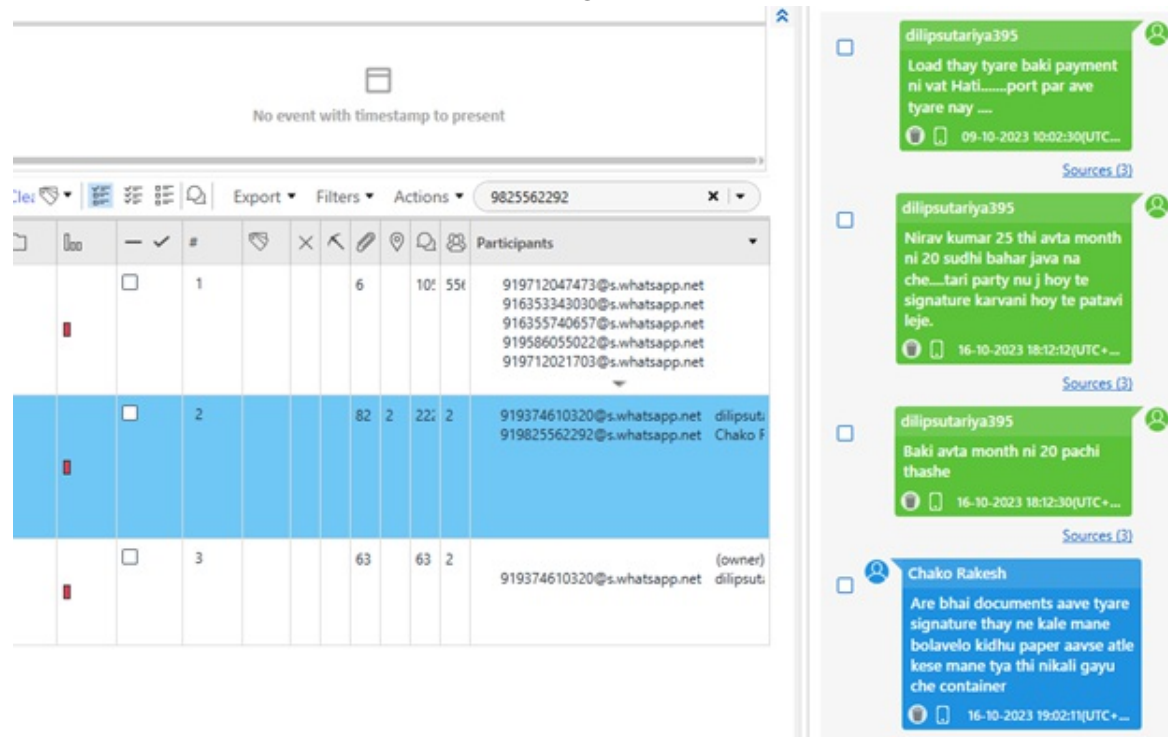 No event with timestamp to present
Export
Filters
Actions
9825562292
#
Participants
1
6
919712047473@s.whatsapp.net
916353343030@s.whatsapp.net
916355740657@s.whatsapp.net
919586055022@s.whatsapp.net
919712021703@s.whatsapp.net
2
82 2 2
919374610320@s.whatsapp.net dilipsut
919825562292@s.whatsapp.net Chako
3
63 63 2
(owner)
919374610320@s.whatsapp.net dilipsut
dilipsutariya395
Load thay tyare baki payment
ni vat Hati.......port par ave
tyare nay ....
09-10-2023 10:02:30(UTC...
Sources (3)
dilipsutariya395
Nirav kumar 25 thi avta month
ni 20 sudhi bahar java na
che....tari party nu j hoy te
signature karvani hoy te patavi
leje.
16-10-2023 18:12:12(UTC+...
Sources (3)
dilipsutariya395
Baki avta month ni 20 pachi
thashe
16-10-2023 18:12:30(UTC+...
Sources (3)
Chako Rakesh
Are bhai documents aave tyare
signature thay ne kale mane
bolavelo kidhu paper aavse atle
kese mane tya thi nikali gayu
che container
16-10-2023 19:02:11(UTC+...